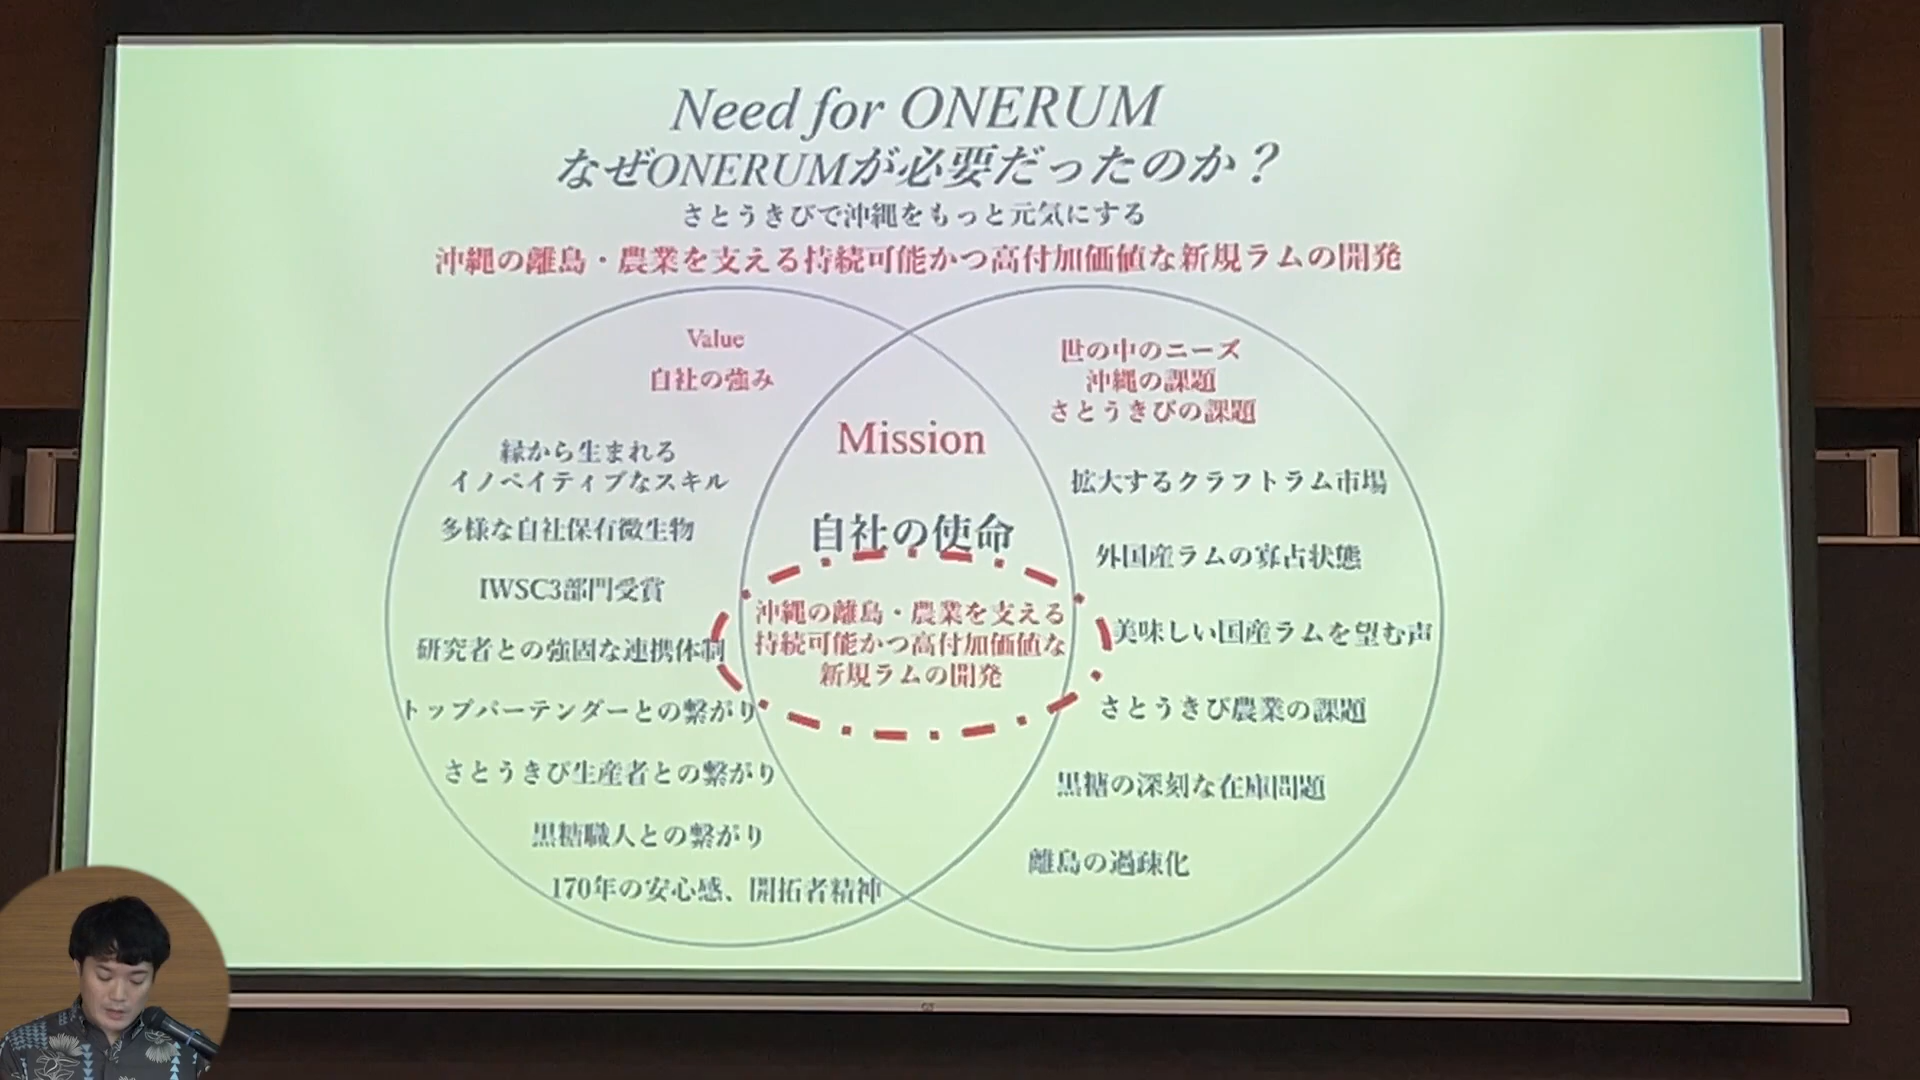 Need for ONERUM
なぜONERUMが必要だったのか？
さとうきびで沖縄をもっと元気にする
沖縄の離島・農業を支える持続可能かつ高付加価値な新規ラムの開発
Value
自社の強み
縁から生まれる
イノベイティブなスキル
多様な自社保有微生物
IWSC3部門受賞
研究者との強固な連携体制
トップバーテンダーとの繋がり
さとうきび生産者との繋がり
黒糖職人との繋がり
170年の安心感、開拓者精神
Mission
自社の使命
沖縄の離島・農業を支える
持続可能かつ高付加価値な
新規ラムの開発
世の中のニーズ
沖縄の課題
さとうきびの課題
拡大するクラフトラム市場
外国産ラムの寡占状態
美味しい国産ラムを望む声
さとうきび農業の課題
黒糖の深刻な在庫問題
離島の過疎化